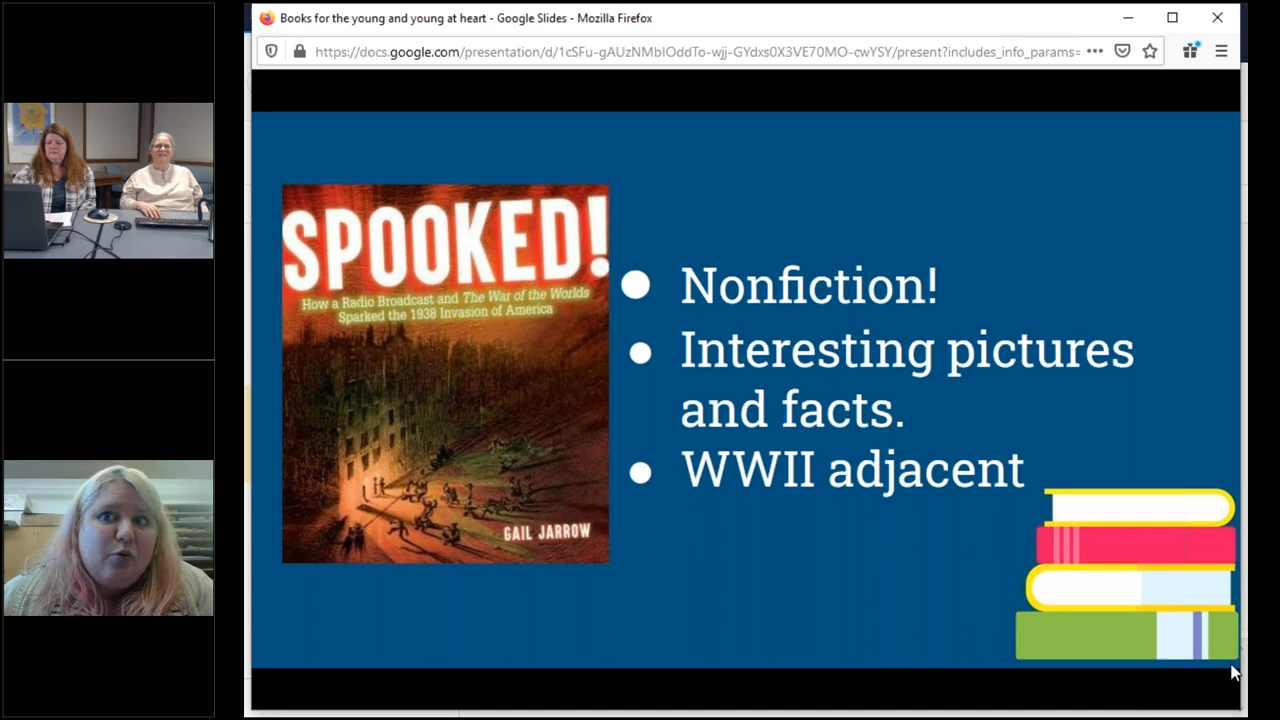 Books for the young and young at heart - Google Slides - Mozilla Firefox
https://docs.google.com/presentation/d/1cSFu-gAUzNMbIOddTo-wjj-GYdxs0X3VE70MO-cwYSY/present?includes_info_params=
SPOOKED!
How a Radio Broadcast and The War of the Worlds
Sparked the 1938 Invasion of America
GAIL JARROW
● Nonfiction!
● Interesting pictures
and facts.
● WWII adjacent